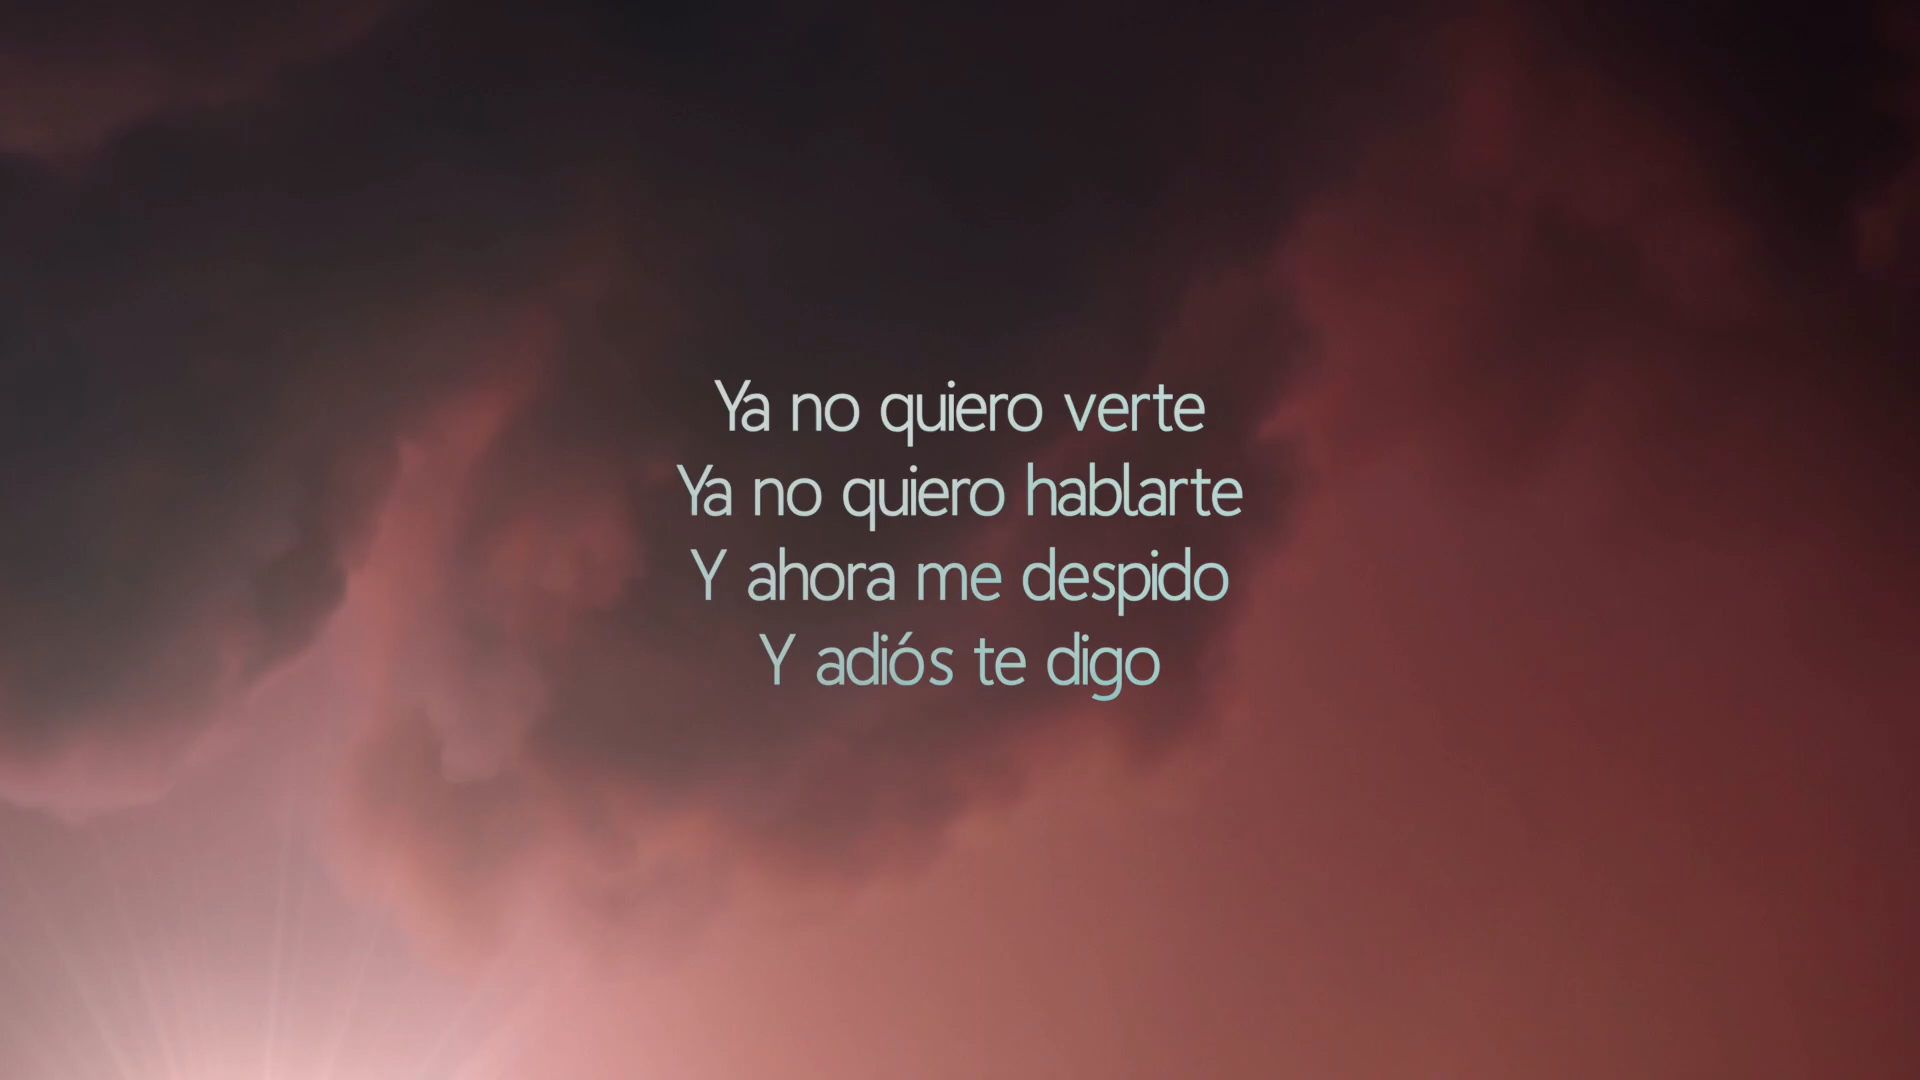 Ya no quiero verte
Ya no quiero hablarte
Y ahora me despido
Y adiós te digo